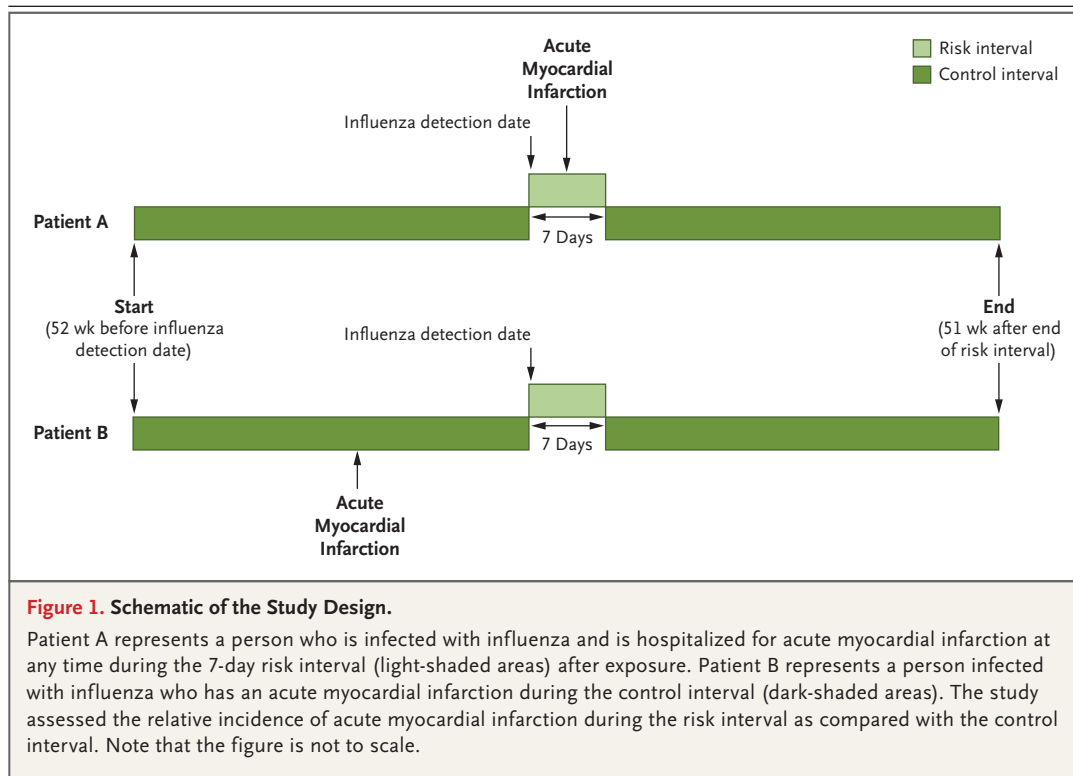 Acute
Myocardial
Infarction
Risk interval
Control interval
Influenza detection date
Patient A
7 Days
Start
(52 wk before influenza
detection date)
End
(51 wk after end
of risk interval)
Influenza detection date
Patient B
7 Days
Acute
Myocardial
Infarction
Figure 1. Schematic of the Study Design.
Patient A represents a person who is infected with influenza and is hospitalized for acute myocardial infarction at
any time during the 7-day risk interval (light-shaded areas) after exposure. Patient B represents a person infected
with influenza who has an acute myocardial infarction during the control interval (dark-shaded areas). The study
assessed the relative incidence of acute myocardial infarction during the risk interval as compared with the control
interval. Note that the figure is not to scale.